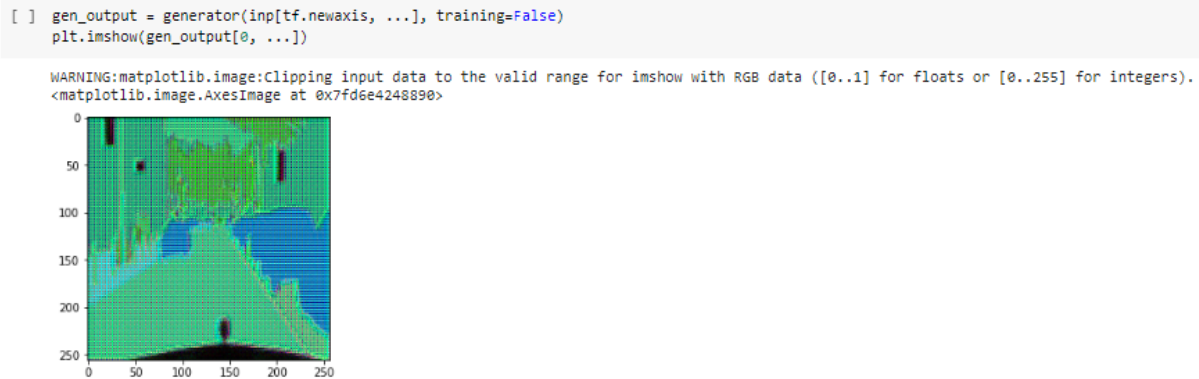 [ ] gen_output = generator(inp[tf.newaxis, ...], training=False)
plt.imshow(gen_output[0, ...])
WARNING:matplotlib.image:Clipping input data to the valid range for imshow with RGB data ([0..1] for floats or [0..255] for integers).
<matplotlib.image.AxesImage at 0x7fd6e4248890>
0
50
100
150
200
250
0 50 100 150 200 250